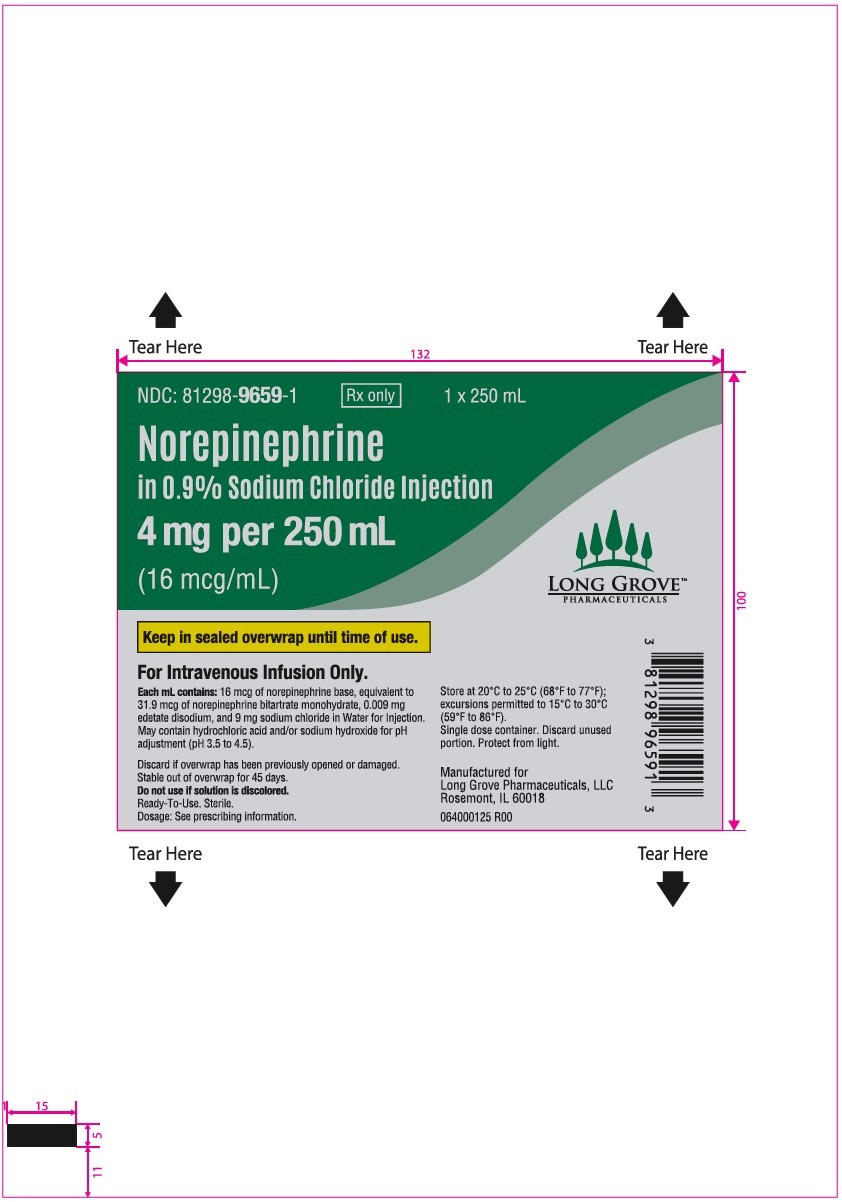 Tear Here
Tear Here
132
NDC: 81298-9659-1
Rx only
1 x 250 mL
Norepinephrine
in 0.9% Sodium Chloride Injection
4 mg per 250 mL
(16 mcg/mL)
LONG GROVE™
PHARMACEUTICALS
100
Keep in sealed overwrap until time of use.
For Intravenous Infusion Only.
Each mL contains: 16 mcg of norepinephrine base, equivalent to
31.9 mcg of norepinephrine bitartrate monohydrate, 0.009 mg
edetate disodium, and 9 mg sodium chloride in Water for Injection.
May contain hydrochloric acid and/or sodium hydroxide for pH
adjustment (pH 3.5 to 4.5).
Discard if overwrap has been previously opened or damaged.
Stable out of overwrap for 45 days.
Do not use if solution is discolored.
Ready-To-Use. Sterile.
Dosage: See prescribing information.
Store at 20°C to 25°C (68°F to 77°F);
excursions permitted to 15°C to 30°C
(59°F to 86°F).
Single dose container. Discard unused
portion. Protect from light.
Manufactured for
Long Grove Pharmaceuticals, LLC
Rosemont, IL 60018
064000125 R00
3 81298 96591 3
Tear Here
Tear Here
1
15
5
11